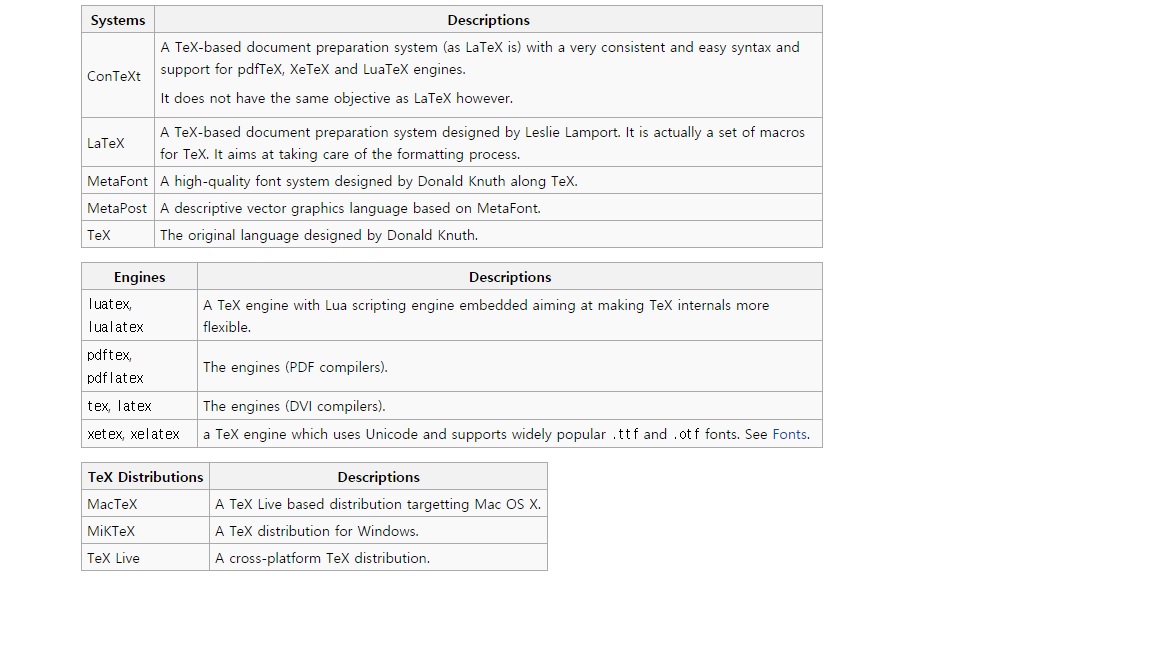 Systems Descriptions
ConTeXt
A TeX-based document preparation system (as LaTeX is) with a very consistent and easy syntax and
support for pdfTeX, XeTeX and LuaTeX engines.
It does not have the same objective as LaTeX however.
LaTeX
A TeX-based document preparation system designed by Leslie Lamport. It is actually a set of macros
for TeX. It aims at taking care of the formatting process.
MetaFont A high-quality font system designed by Donald Knuth along TeX.
MetaPost A descriptive vector graphics language based on MetaFont.
TeX The original language designed by Donald Knuth.
Engines Descriptions
luatex,
lualatex
A TeX engine with Lua scripting engine embedded aiming at making TeX internals more
flexible.
pdftex,
pdflatex
The engines (PDF compilers).
tex, latex The engines (DVI compilers).
xetex, xelatex a TeX engine which uses Unicode and supports widely popular .ttf and .otf fonts. See Fonts.
TeX Distributions Descriptions
MacTeX A TeX Live based distribution targetting Mac OS X.
MiKTeX A TeX distribution for Windows.
TeX Live A cross-platform TeX distribution.